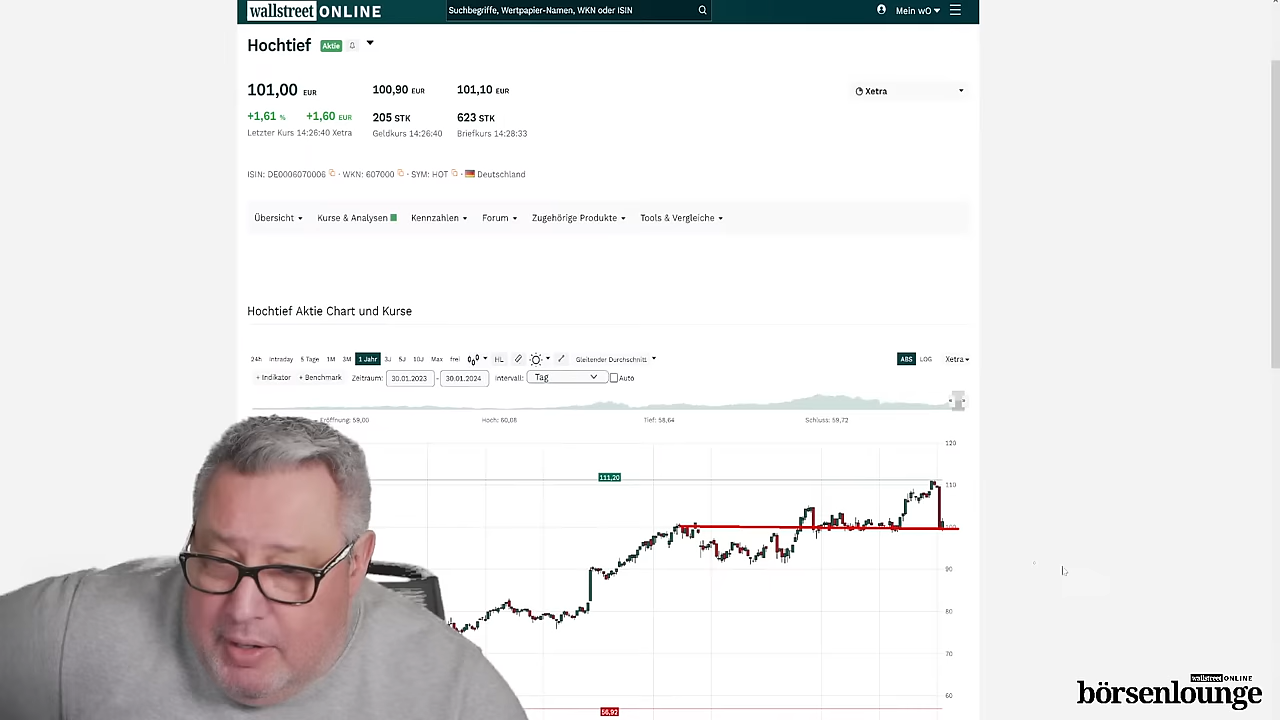 wallstreet ONLINE
Suchbegriffe, Wertpapier-Namen, WKN oder ISIN
Mein wO
Hochtief Aktie
101,00 EUR 100,90 EUR 101,10 EUR
Xetra
+1,61 % +1,60 EUR 205 STK 623 STK
Letzter Kurs 14:26:40 Xetra Geldkurs 14:26:40 Briefkurs 14:28:33
ISIN: DE0006070006 · WKN: 607000 · SYM: HOT · Deutschland
Übersicht Kurse & Analysen Kennzahlen Forum Zugehörige Produkte Tools & Vergleiche
Hochtief Aktie Chart und Kurse
24h Intraday 5 Tage 1M 3M 1 Jahr 3J 5J 10J Max frei HL Gleitender Durchschnitt ABS LOG Xetra
+ Indikator + Benchmark Zeitraum: 30.01.2023 - 30.01.2024 Intervall: Tag Auto
Eröffnung: 59,00 Hoch: 60,08 Tief: 58,64 Schluss: 59,72
120
111,20
110
100
90
80
70
60
56,92
wallstreet ONLINE
börsenlounge